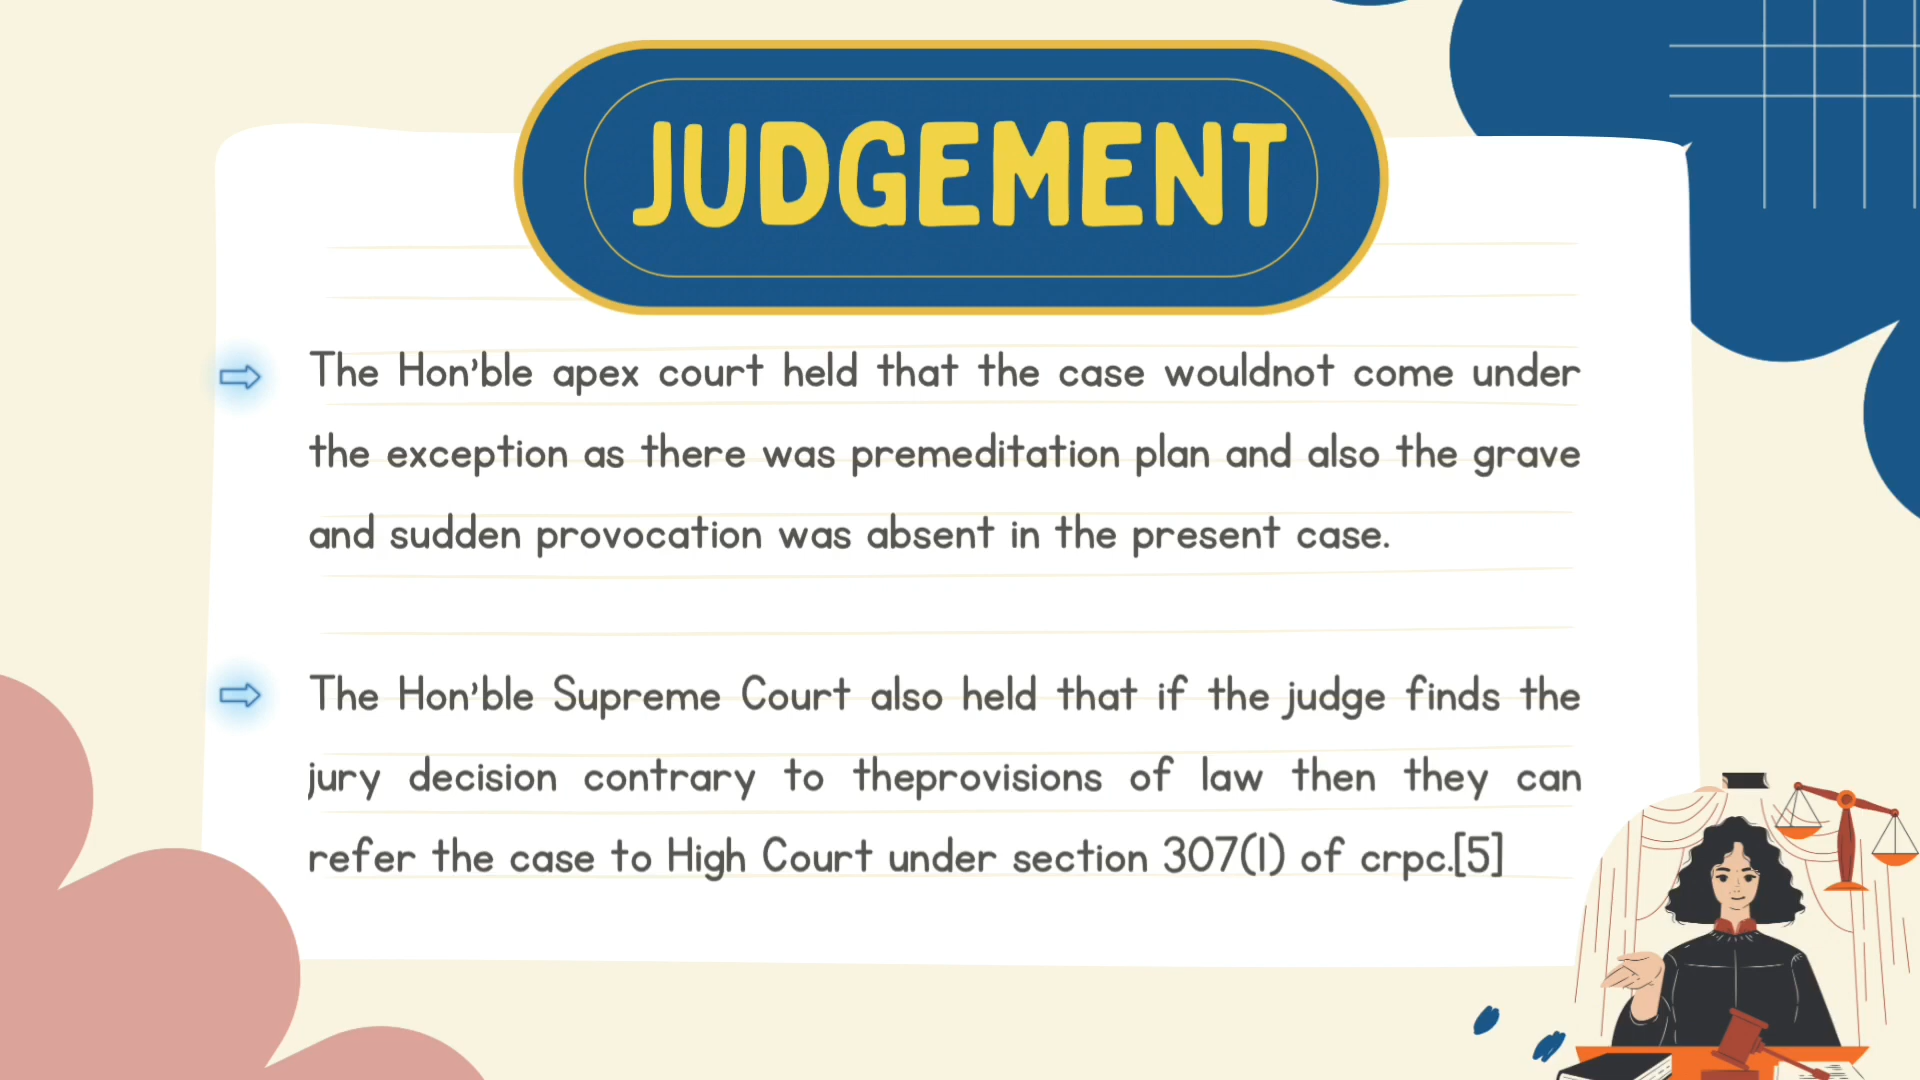 JUDGEMENT
The Hon'ble apex court held that the case wouldnot come under
the exception as there was premeditation plan and also the grave
and sudden provocation was absent in the present case.
The Hon'ble Supreme Court also held that if the judge finds the
jury decision contrary to theprovisions of law then they can
refer the case to High Court under section 307(1) of crpc.[5]